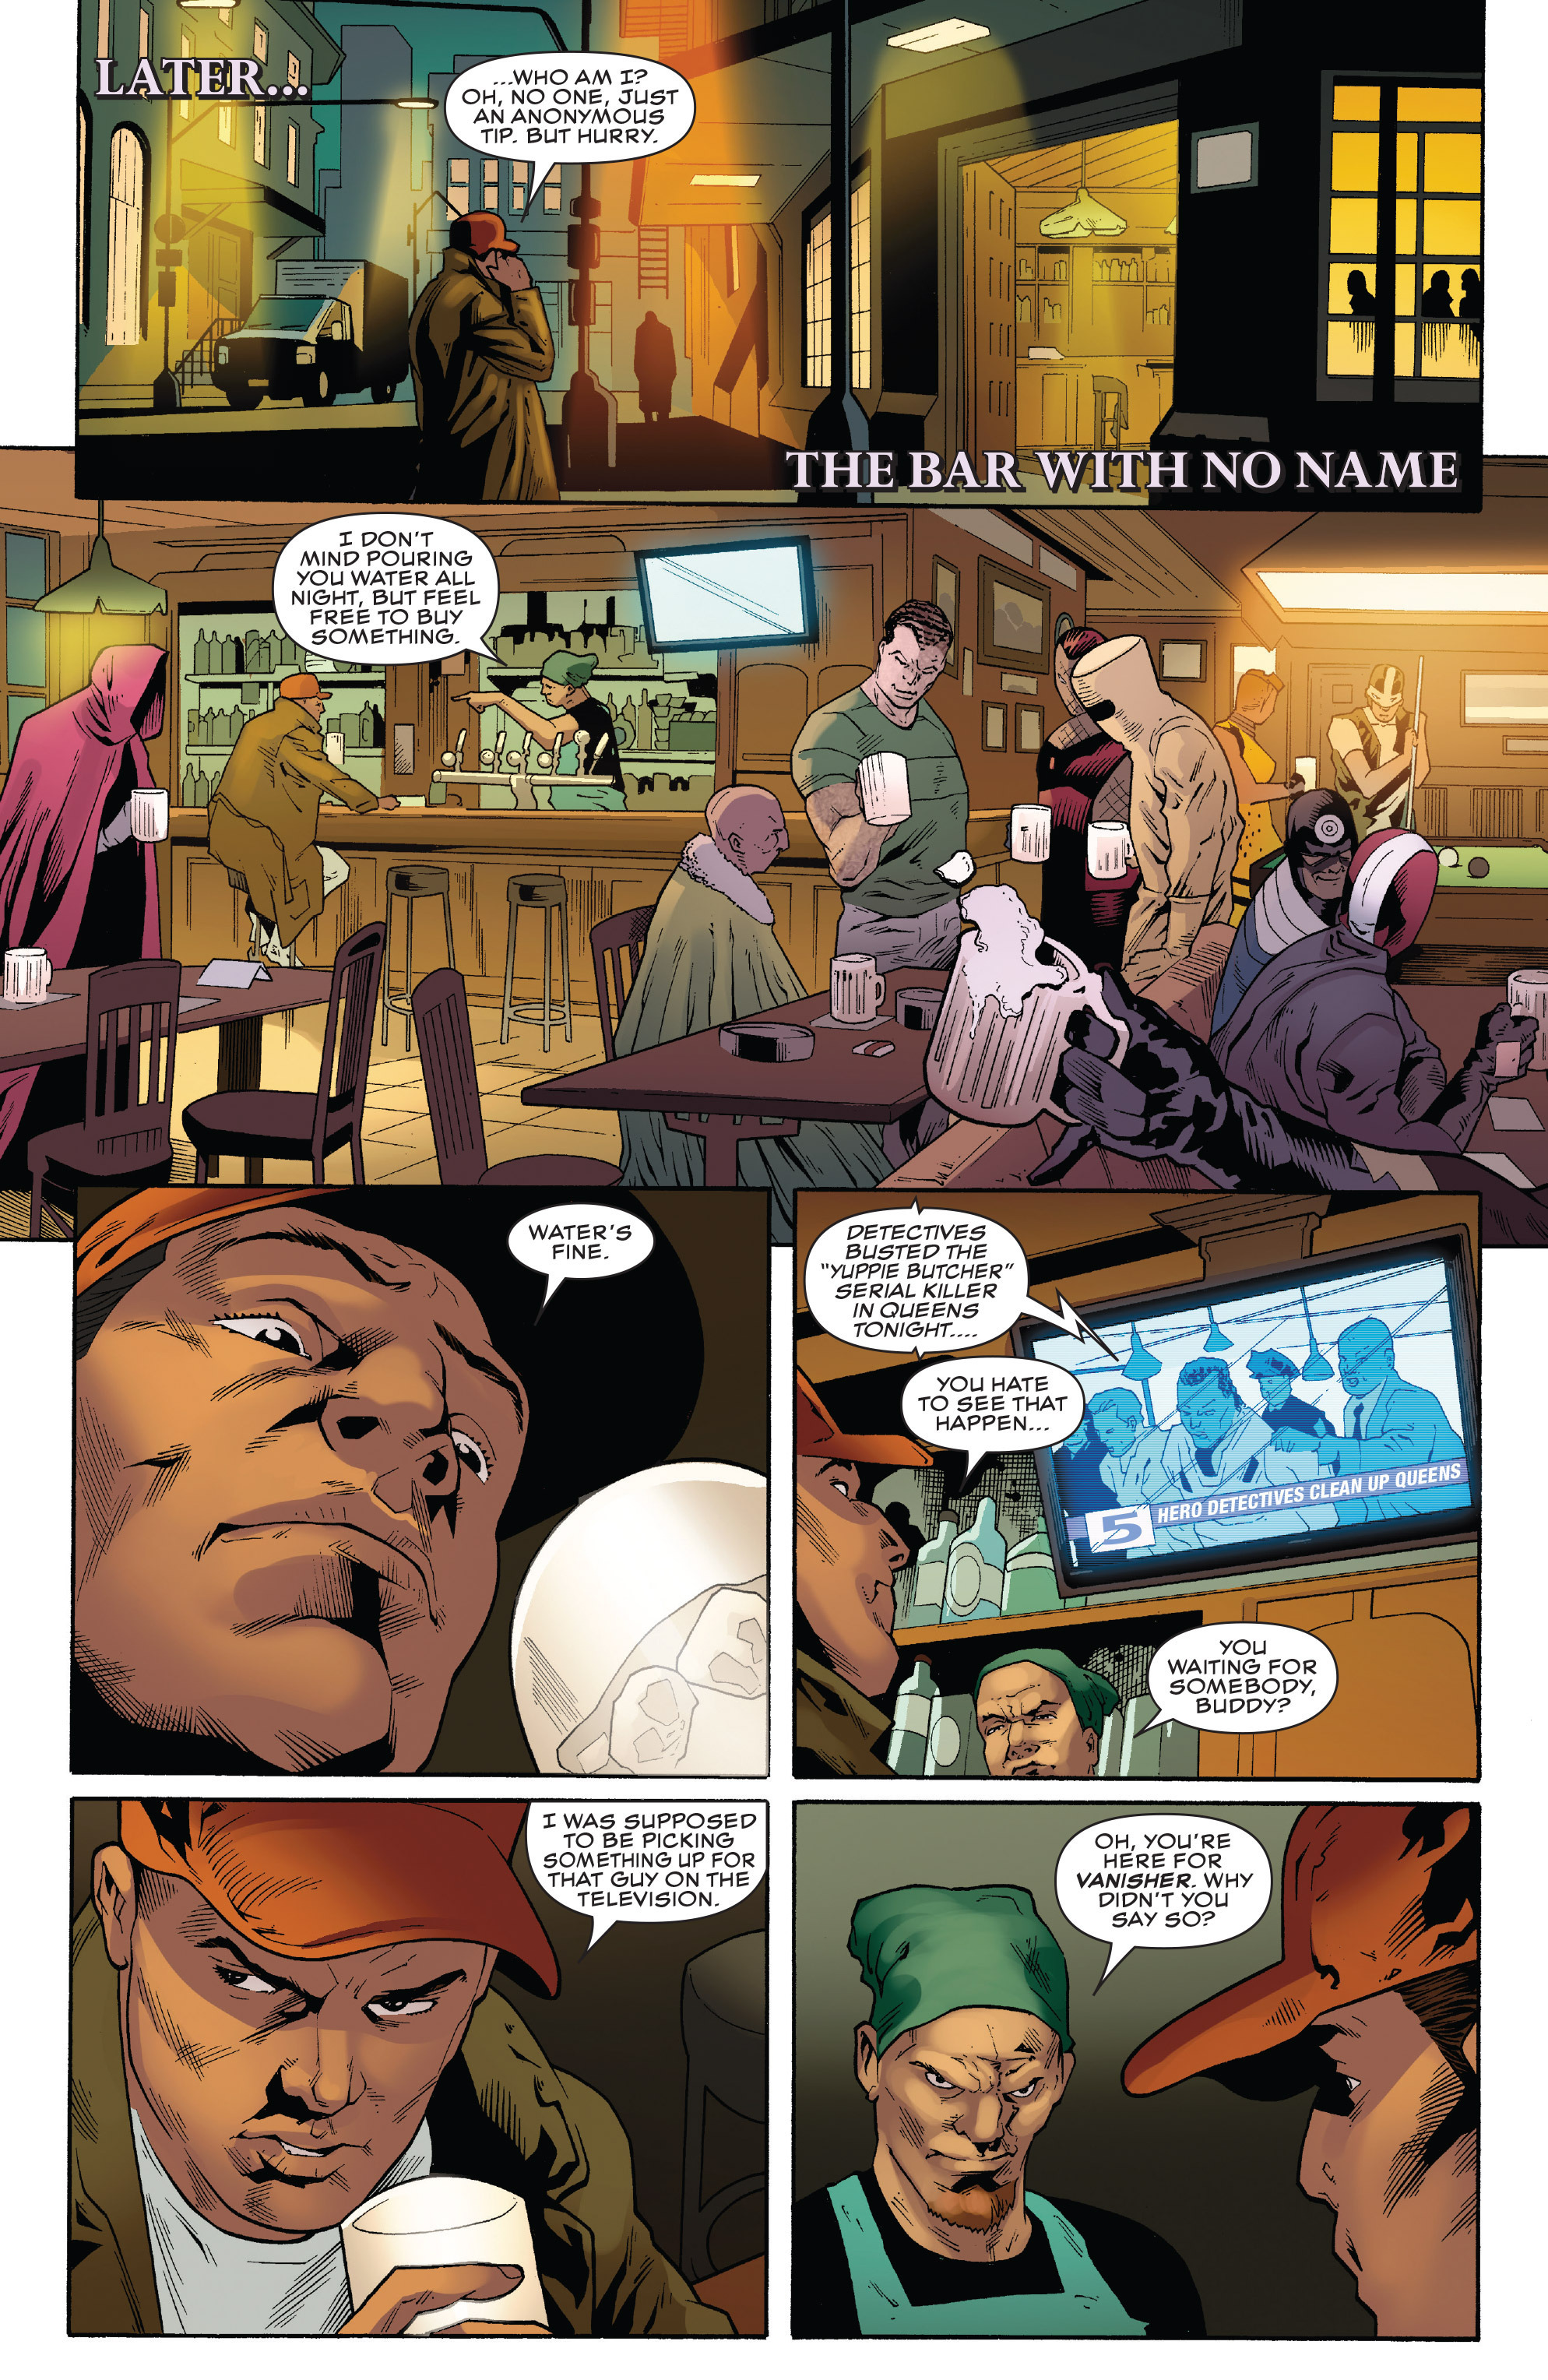 LATER...
...WHO AM I?
OH, NO ONE, JUST
AN ANONYMOUS
TIP. BUT HURRY.
THE BAR WITH NO NAME
I DON'T
MIND POURING
YOU WATER ALL
NIGHT, BUT FEEL
FREE TO BUY
SOMETHING.
WATER'S
FINE.
DETECTIVES
BUSTED THE
"YUPPIE BUTCHER"
SERIAL KILLER
IN QUEENS
TONIGHT....
YOU HATE
TO SEE THAT
HAPPEN...
5 HERO DETECTIVES CLEAN UP QUEENS
YOU
WAITING FOR
SOMEBODY,
BUDDY?
I WAS SUPPOSED
TO BE PICKING
SOMETHING UP FOR
THAT GUY ON THE
TELEVISION.
OH, YOU'RE
HERE FOR
VANISHER. WHY
DIDN'T YOU
SAY SO?